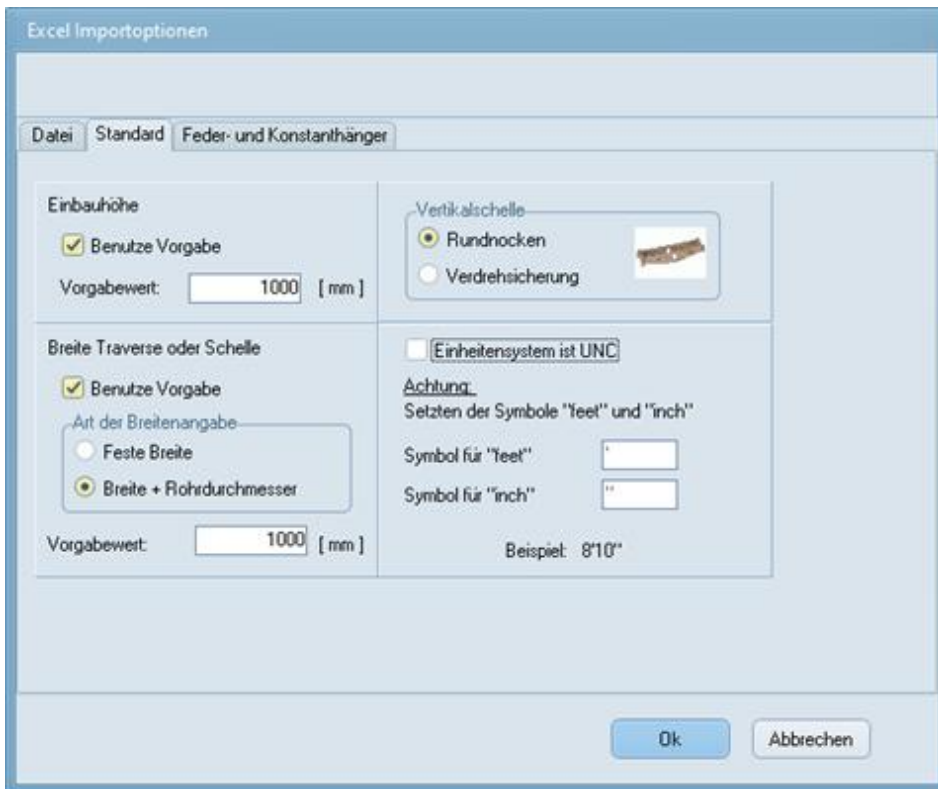 Excel Importoptionen
Datei Standard Feder- und Konstanthänger
Einbauhöhe
Benutze Vorgabe
Vorgabewert: 1000 [ mm ]
Vertikalschelle
Rundnocken
Verdrehsicherung
Breite Traverse oder Schelle
Benutze Vorgabe
Art der Breitenangabe
Feste Breite
Breite + Rohrdurchmesser
Vorgabewert: 1000 [ mm ]
Einheitensystem ist UNC
Achtung:
Setzten der Symbole "feet" und "inch"
Symbol für "feet" '
Symbol für "inch" "
Beispiel: 8'10"
Ok Abbrechen